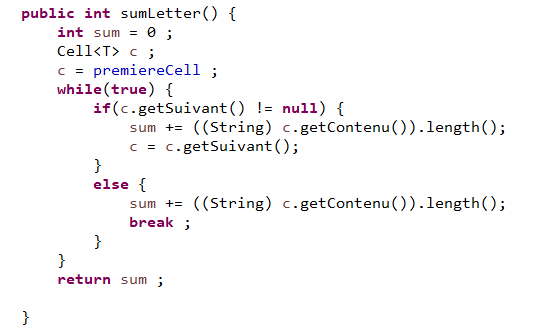 public int sumLetter() {
int sum = 0 ;
Cell<T> c ;
c = premiereCell ;
while(true) {
if(c.getSuivant() != null) {
sum += ((String) c.getContenu()).length();
c = c.getSuivant();
}
else {
sum += ((String) c.getContenu()).length();
break ;
}
}
return sum ;
}